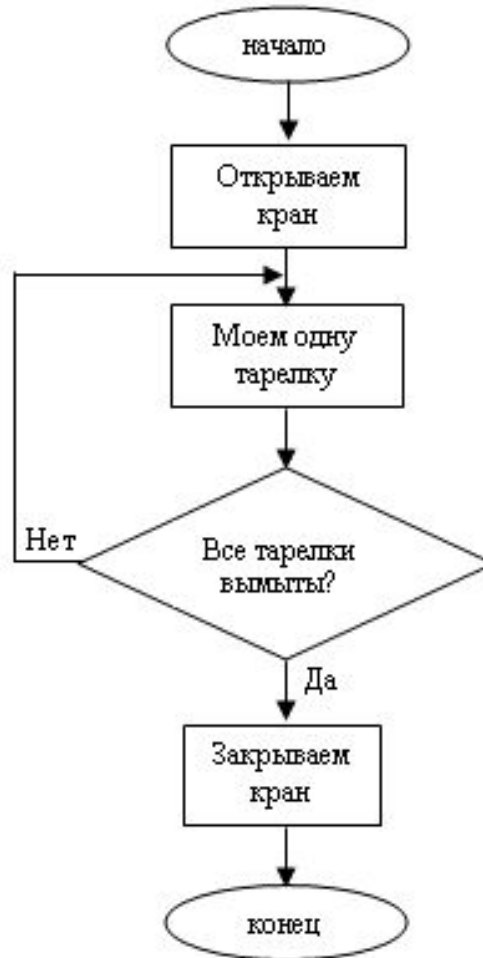 начало
Открываем
кран
Моем одну
тарелку
Нет
Все тарелки
вымыты?
Да
Закрываем
кран
конец